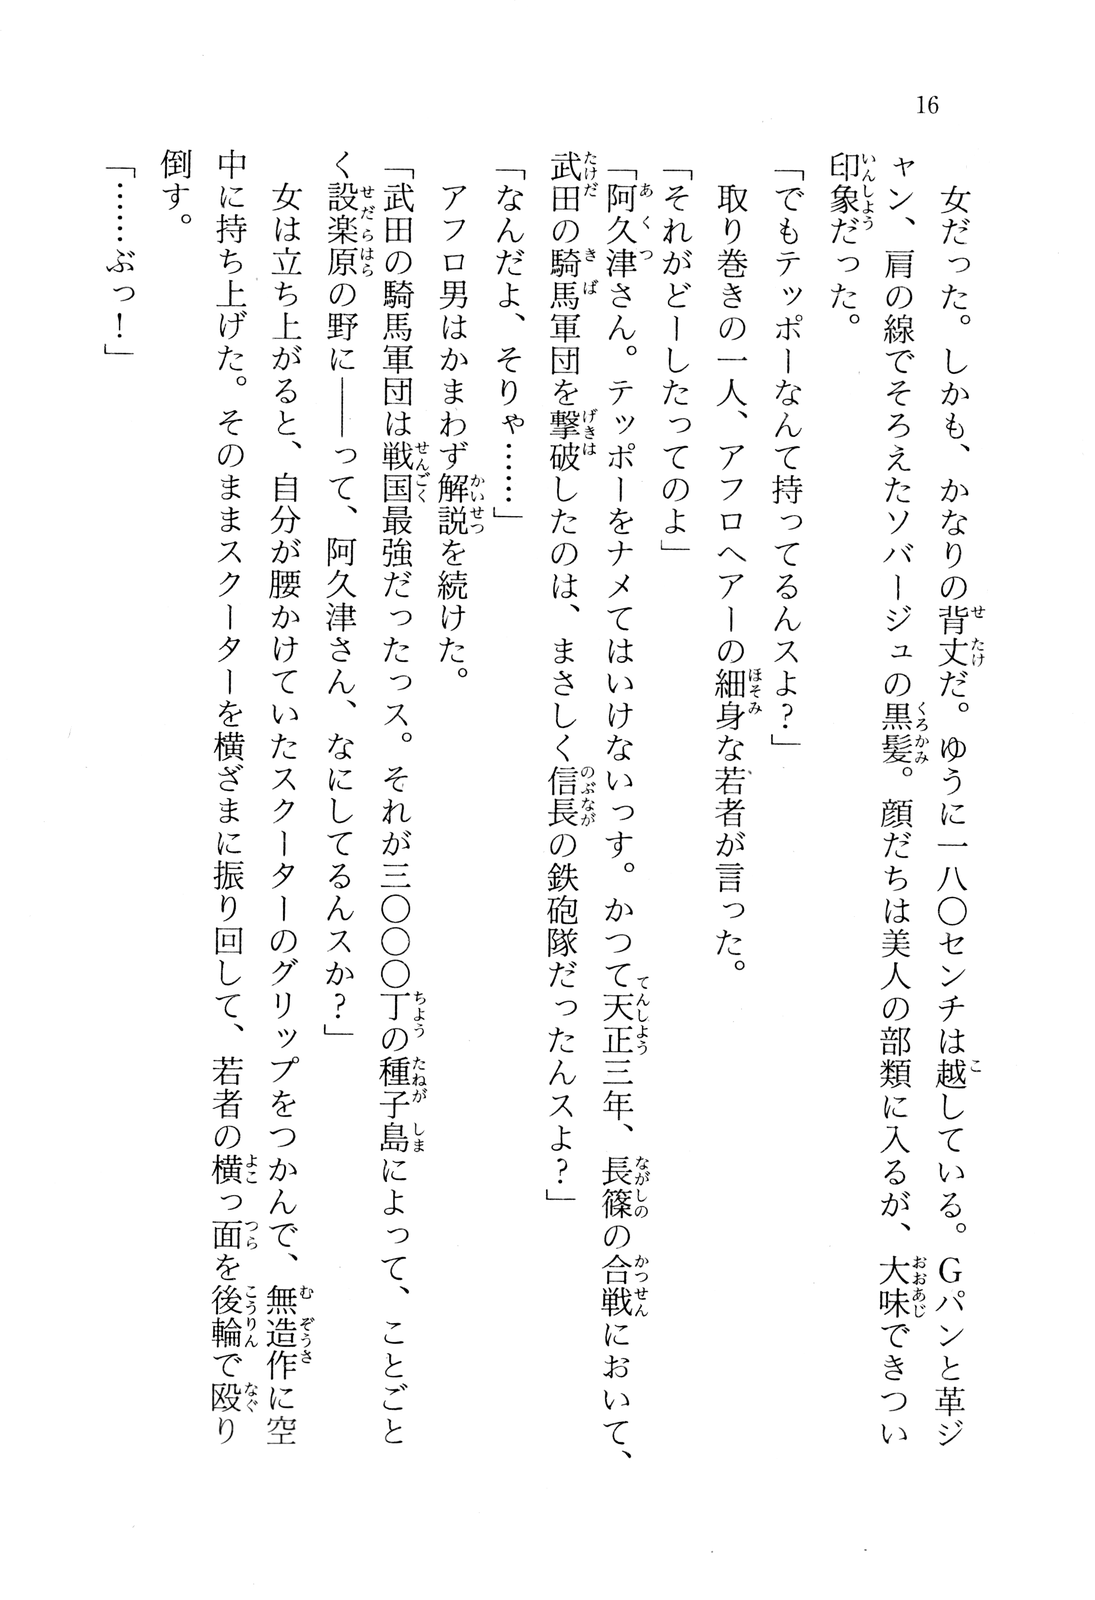 16
女だった。しかも、かなりの背丈だ。ゆうに一八〇センチは越している。Gパンと革ジ
ャン、肩の線でそろえたソバージュの黒髪。顔だちは美人の部類に入るが、大味できつい
印象だった。
「でもテッポーなんて持ってるんスよ？」
取り巻きの一人、アフロヘアーの細身な若者が言った。
「それがどーしたってのよ」
「阿久津さん。テッポーをナメてはいけないっす。かつて天正三年、長篠の合戦において、
武田の騎馬軍団を撃破したのは、まさしく信長の鉄砲隊だったんスよ？」
「なんだよ、そりゃ……」
アフロ男はかまわず解説を続けた。
「武田の騎馬軍団は戦国最強だったっス。それが三〇〇〇丁の種子島によって、ことごと
く設楽原の野に――って、阿久津さん、なにしてるんスか？」
女は立ち上がると、自分が腰かけていたスクーターのグリップをつかんで、無造作に空
中に持ち上げた。そのままスクーターを横ざまに振り回して、若者の横っ面を後輪で殴り
倒す。
「……ぶっ！」